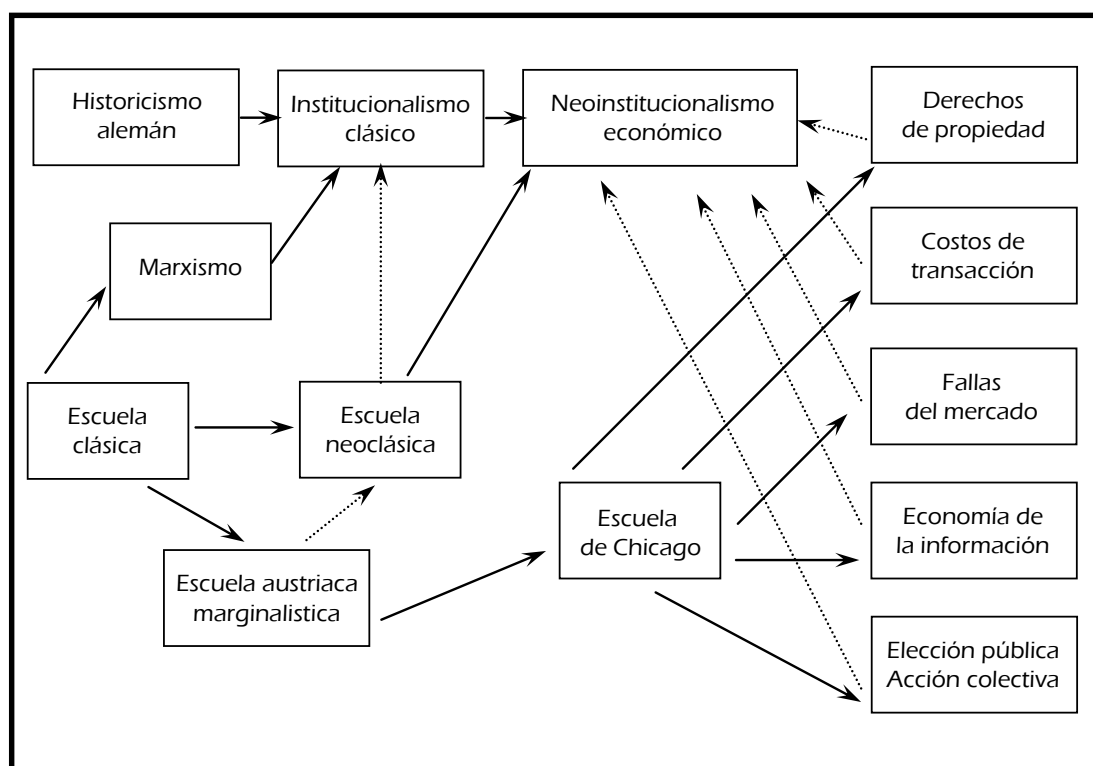 Historicismo
alemán
Institucionalismo
clásico
Neoinstitucionalismo
económico
Derechos
de propiedad
Marxismo
Costos de
transacción
Escuela
clásica
Escuela
neoclásica
Fallas
del mercado
Escuela
de Chicago
Economía de
la información
Escuela austriaca
marginalistica
Elección pública
Acción colectiva